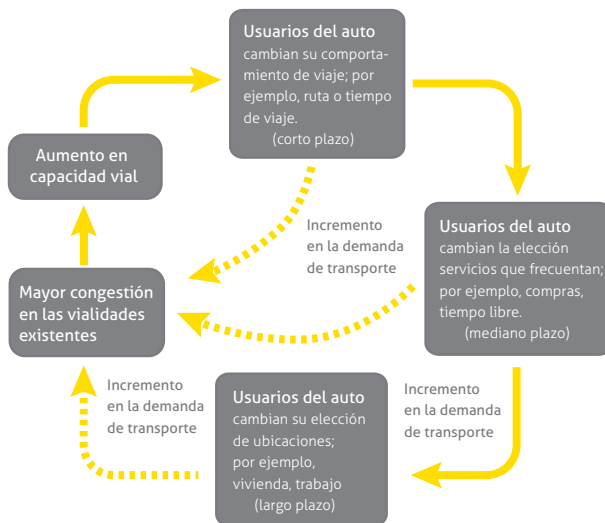 Usuarios del auto
cambian su comporta-
miento de viaje; por
ejemplo, ruta o tiempo
de viaje.
(corto plazo)
Aumento en
capacidad vial
Incremento
en la demanda
de transporte
Usuarios del auto
cambian la elección
servicios que frecuentan;
por ejemplo, compras,
tiempo libre.
(mediano plazo)
Mayor congestión
en las vialidades
existentes
Incremento
en la demanda
de transporte
Usuarios del auto
cambian su elección
de ubicaciones;
por ejemplo,
vivienda, trabajo
(largo plazo)
Incremento
en la demanda
de transporte